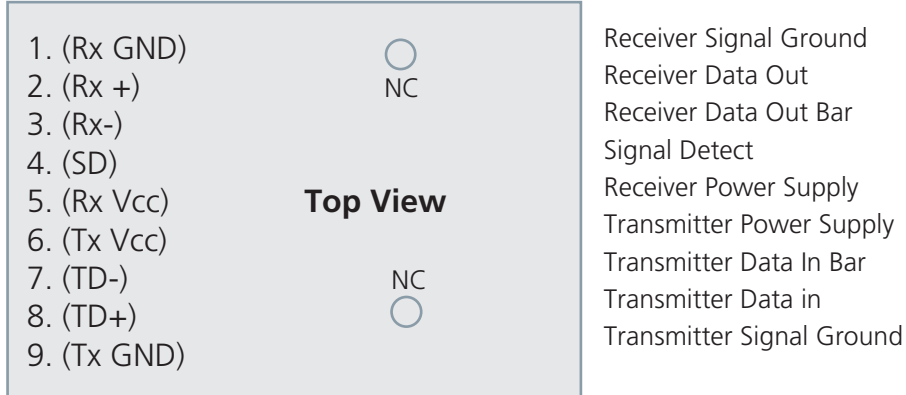 1. (Rx GND)
2. (Rx +)
NC
3. (Rx-)
4. (SD)
5. (Rx Vcc)
Top View
6. (Tx Vcc)
7. (TD-)
NC
8. (TD+)
9. (Tx GND)
Receiver Signal Ground
Receiver Data Out
Receiver Data Out Bar
Signal Detect
Receiver Power Supply
Transmitter Power Supply
Transmitter Data In Bar
Transmitter Data in
Transmitter Signal Ground